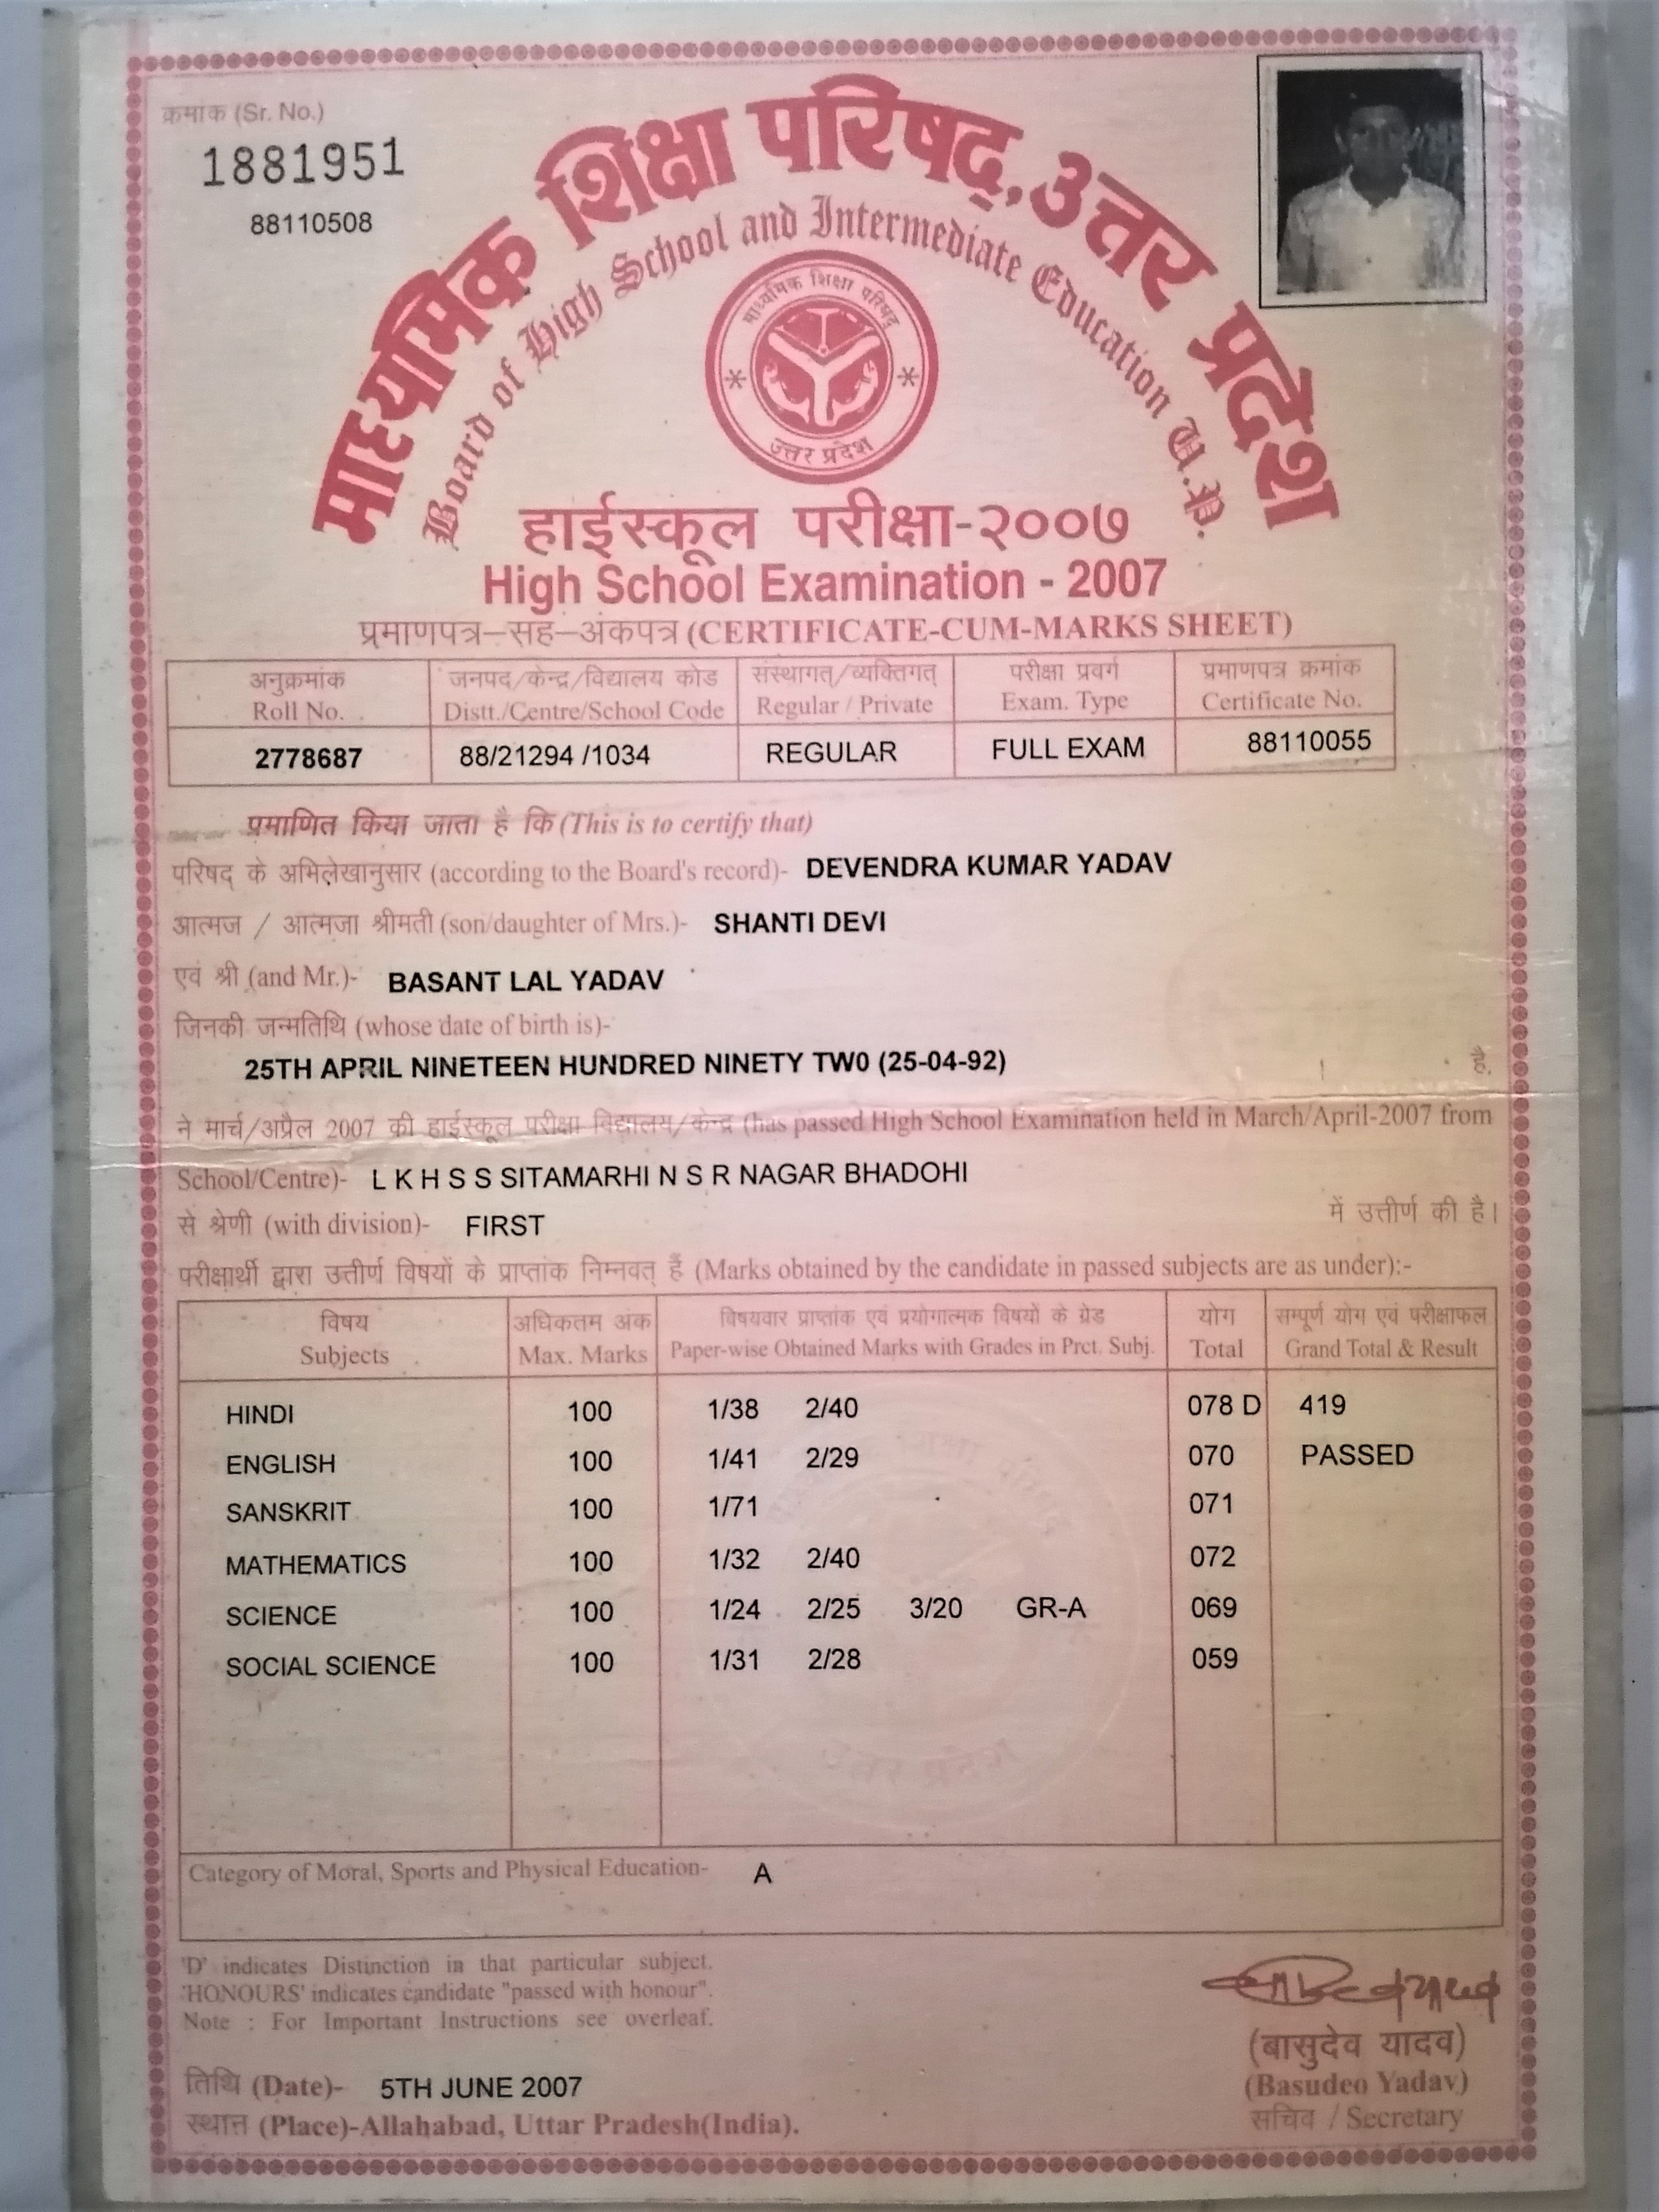 क्रमांक (Sr. No.)
1881951
88110508
माध्यमिक शिक्षा परिषद्, उत्तर प्रदेश
Board of High School and Intermediate Education U.P.
माध्यमिक शिक्षा परिषद्
उत्तर प्रदेश
हाईस्कूल परीक्षा-२००७
High School Examination - 2007
प्रमाणपत्र–सह–अंकपत्र (CERTIFICATE-CUM-MARKS SHEET)
अनुक्रमांक जनपद/केन्द्र/विद्यालय कोड संस्थागत्/व्यक्तिगत् परीक्षा प्रवर्ग प्रमाणपत्र क्रमांक
Roll No. Distt./Centre/School Code Regular / Private Exam. Type Certificate No.
2778687 88/21294 /1034 REGULAR FULL EXAM 88110055
प्रमाणित किया जाता है कि (This is to certify that)
परिषद् के अभिलेखानुसार (according to the Board's record)- DEVENDRA KUMAR YADAV
आत्मज / आत्मजा श्रीमती (son/daughter of Mrs.)- SHANTI DEVI
एवं श्री (and Mr.)- BASANT LAL YADAV
जिनकी जन्मतिथि (whose date of birth is)-
25TH APRIL NINETEEN HUNDRED NINETY TW0 (25-04-92) है,
ने मार्च/अप्रैल 2007 की हाईस्कूल परीक्षा विद्यालय/केन्द्र (has passed High School Examination held in March/April-2007 from
School/Centre)- L K H S S SITAMARHI N S R NAGAR BHADOHI
से श्रेणी (with division)- FIRST में उत्तीर्ण की है।
परीक्षार्थी द्वारा उत्तीर्ण विषयों के प्राप्तांक निम्नवत् हैं (Marks obtained by the candidate in passed subjects are as under):-
विषय अधिकतम अंक विषयवार प्राप्तांक एवं प्रयोगात्मक विषयों के ग्रेड योग सम्पूर्ण योग एवं परीक्षाफल
Subjects Max. Marks Paper-wise Obtained Marks with Grades in Prct. Subj. Total Grand Total & Result
HINDI 100 1/38 2/40 078 D 419
ENGLISH 100 1/41 2/29 070 PASSED
SANSKRIT 100 1/71 071
MATHEMATICS 100 1/32 2/40 072
SCIENCE 100 1/24 2/25 3/20 GR-A 069
SOCIAL SCIENCE 100 1/31 2/28 059
Category of Moral, Sports and Physical Education- A
'D' indicates Distinction in that particular subject.
'HONOURS' indicates candidate "passed with honour".
Note : For Important Instructions see overleaf.
(बासुदेव यादव)
(Basudeo Yadav)
सचिव / Secretary
तिथि (Date)- 5TH JUNE 2007
स्थान (Place)-Allahabad, Uttar Pradesh(India).